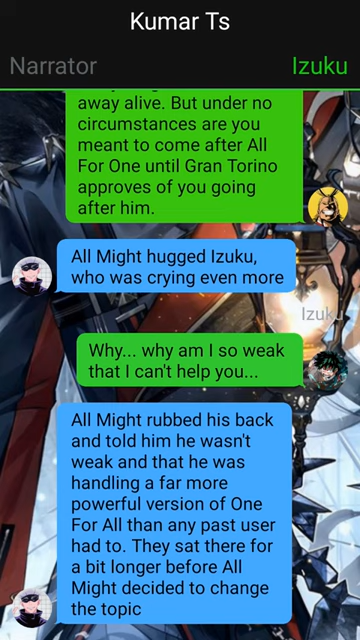 Kumar Ts
Narrator
Izuku
away alive. But under no
circumstances are you
meant to come after All
For One until Gran Torino
approves of you going
after him.
All Might hugged Izuku,
who was crying even more
Izuku
Why... why am I so weak
that I can't help you...
All Might rubbed his back
and told him he wasn't
weak and that he was
handling a far more
powerful version of One
For All than any past user
had to. They sat there for
a bit longer before All
Might decided to change
the topic